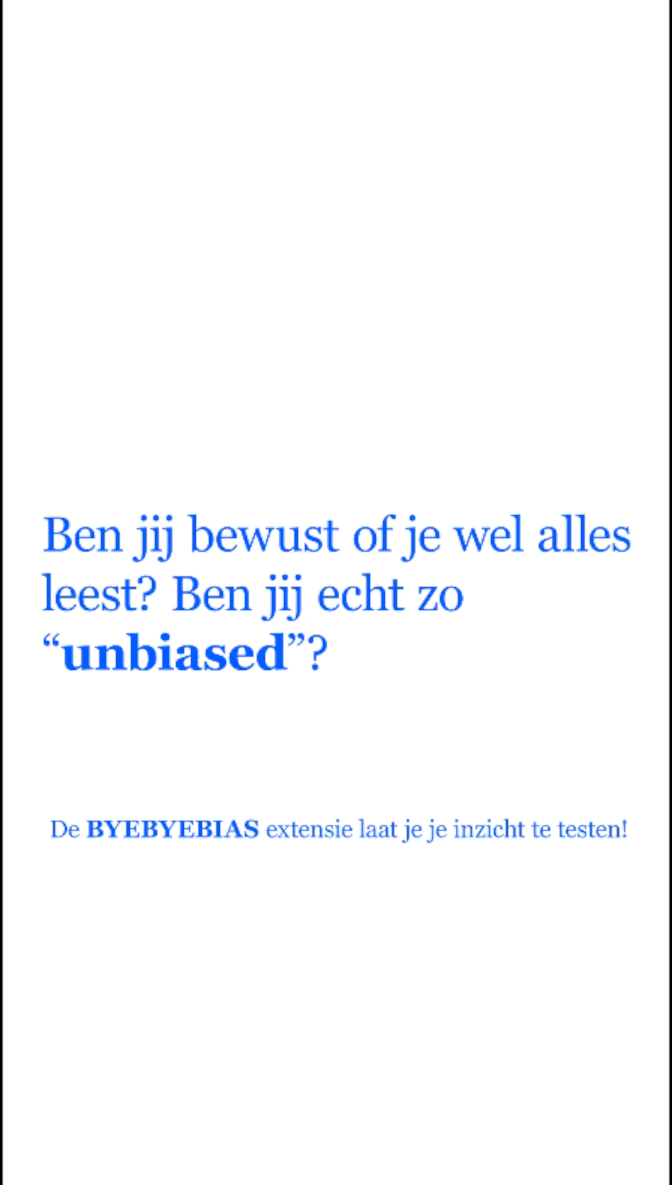 Ben jij bewust of je wel alles
leest? Ben jij echt zo
“unbiased”?
De BYEBYEBIAS extensie laat je je inzicht te testen!